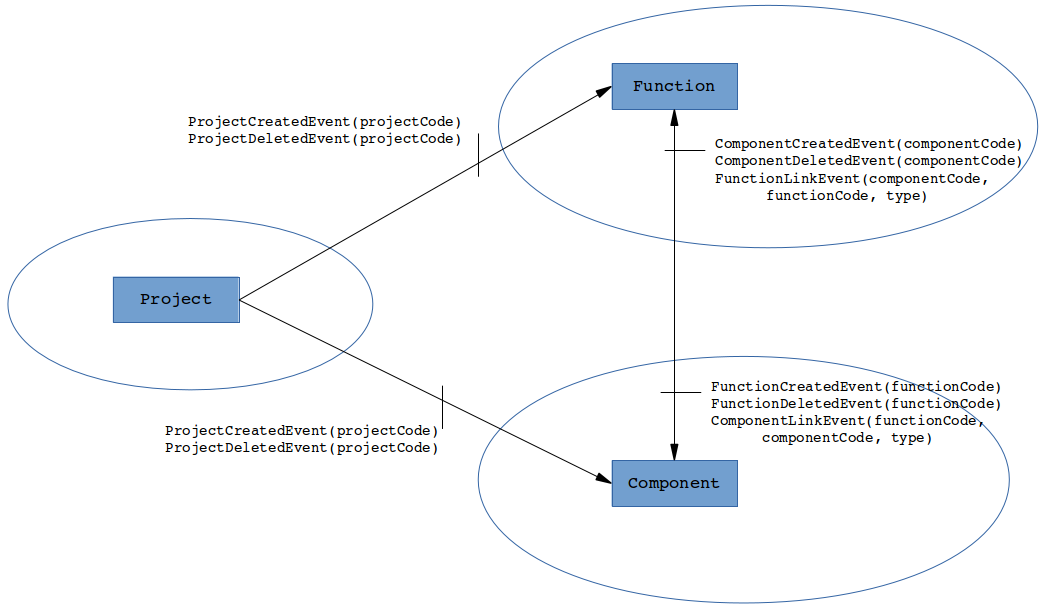 Function
ProjectCreatedEvent(projectCode)
ProjectDeletedEvent(projectCode)
ComponentCreatedEvent(componentCode)
ComponentDeletedEvent(componentCode)
FunctionLinkEvent(componentCode,
functionCode, type)
Project
FunctionCreatedEvent(functionCode)
FunctionDeletedEvent(functionCode)
ComponentLinkEvent(functionCode,
componentCode, type)
ProjectCreatedEvent(projectCode)
ProjectDeletedEvent(projectCode)
Component